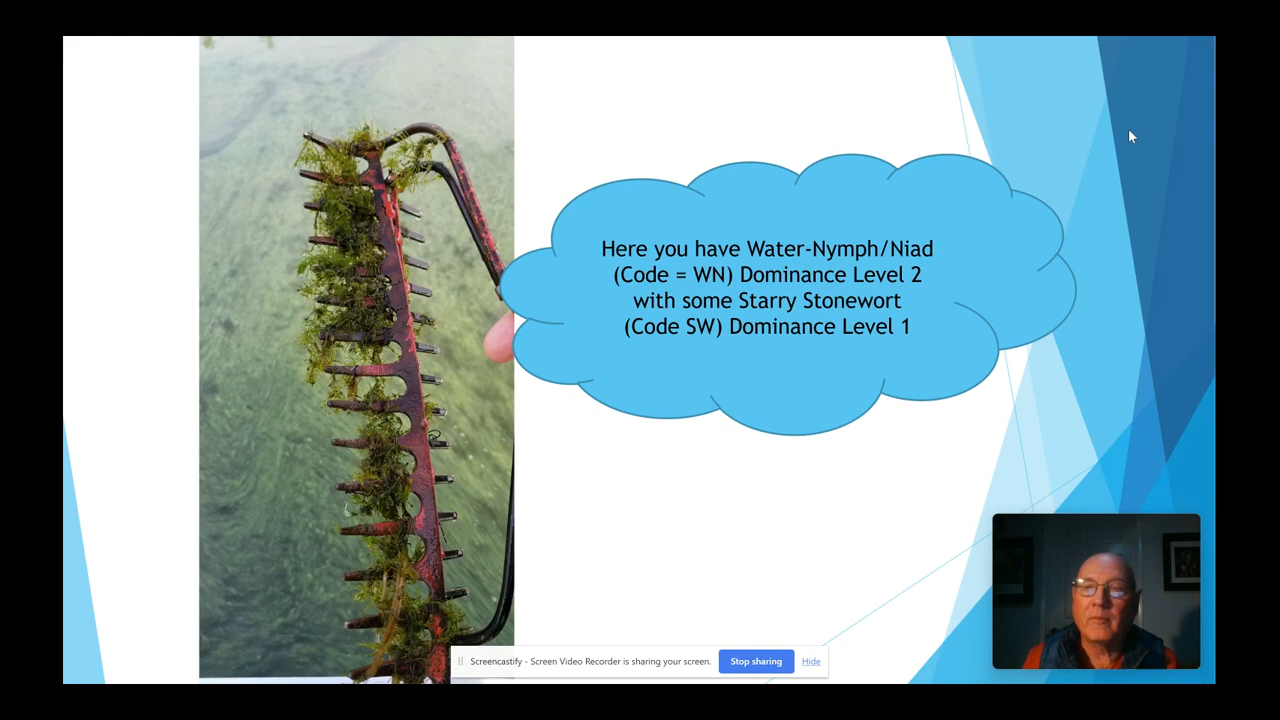 Here you have Water-Nymph/Niad
(Code = WN) Dominance Level 2
with some Starry Stonewort
(Code SW) Dominance Level 1
Screencastify - Screen Video Recorder is sharing your screen. Stop sharing Hide